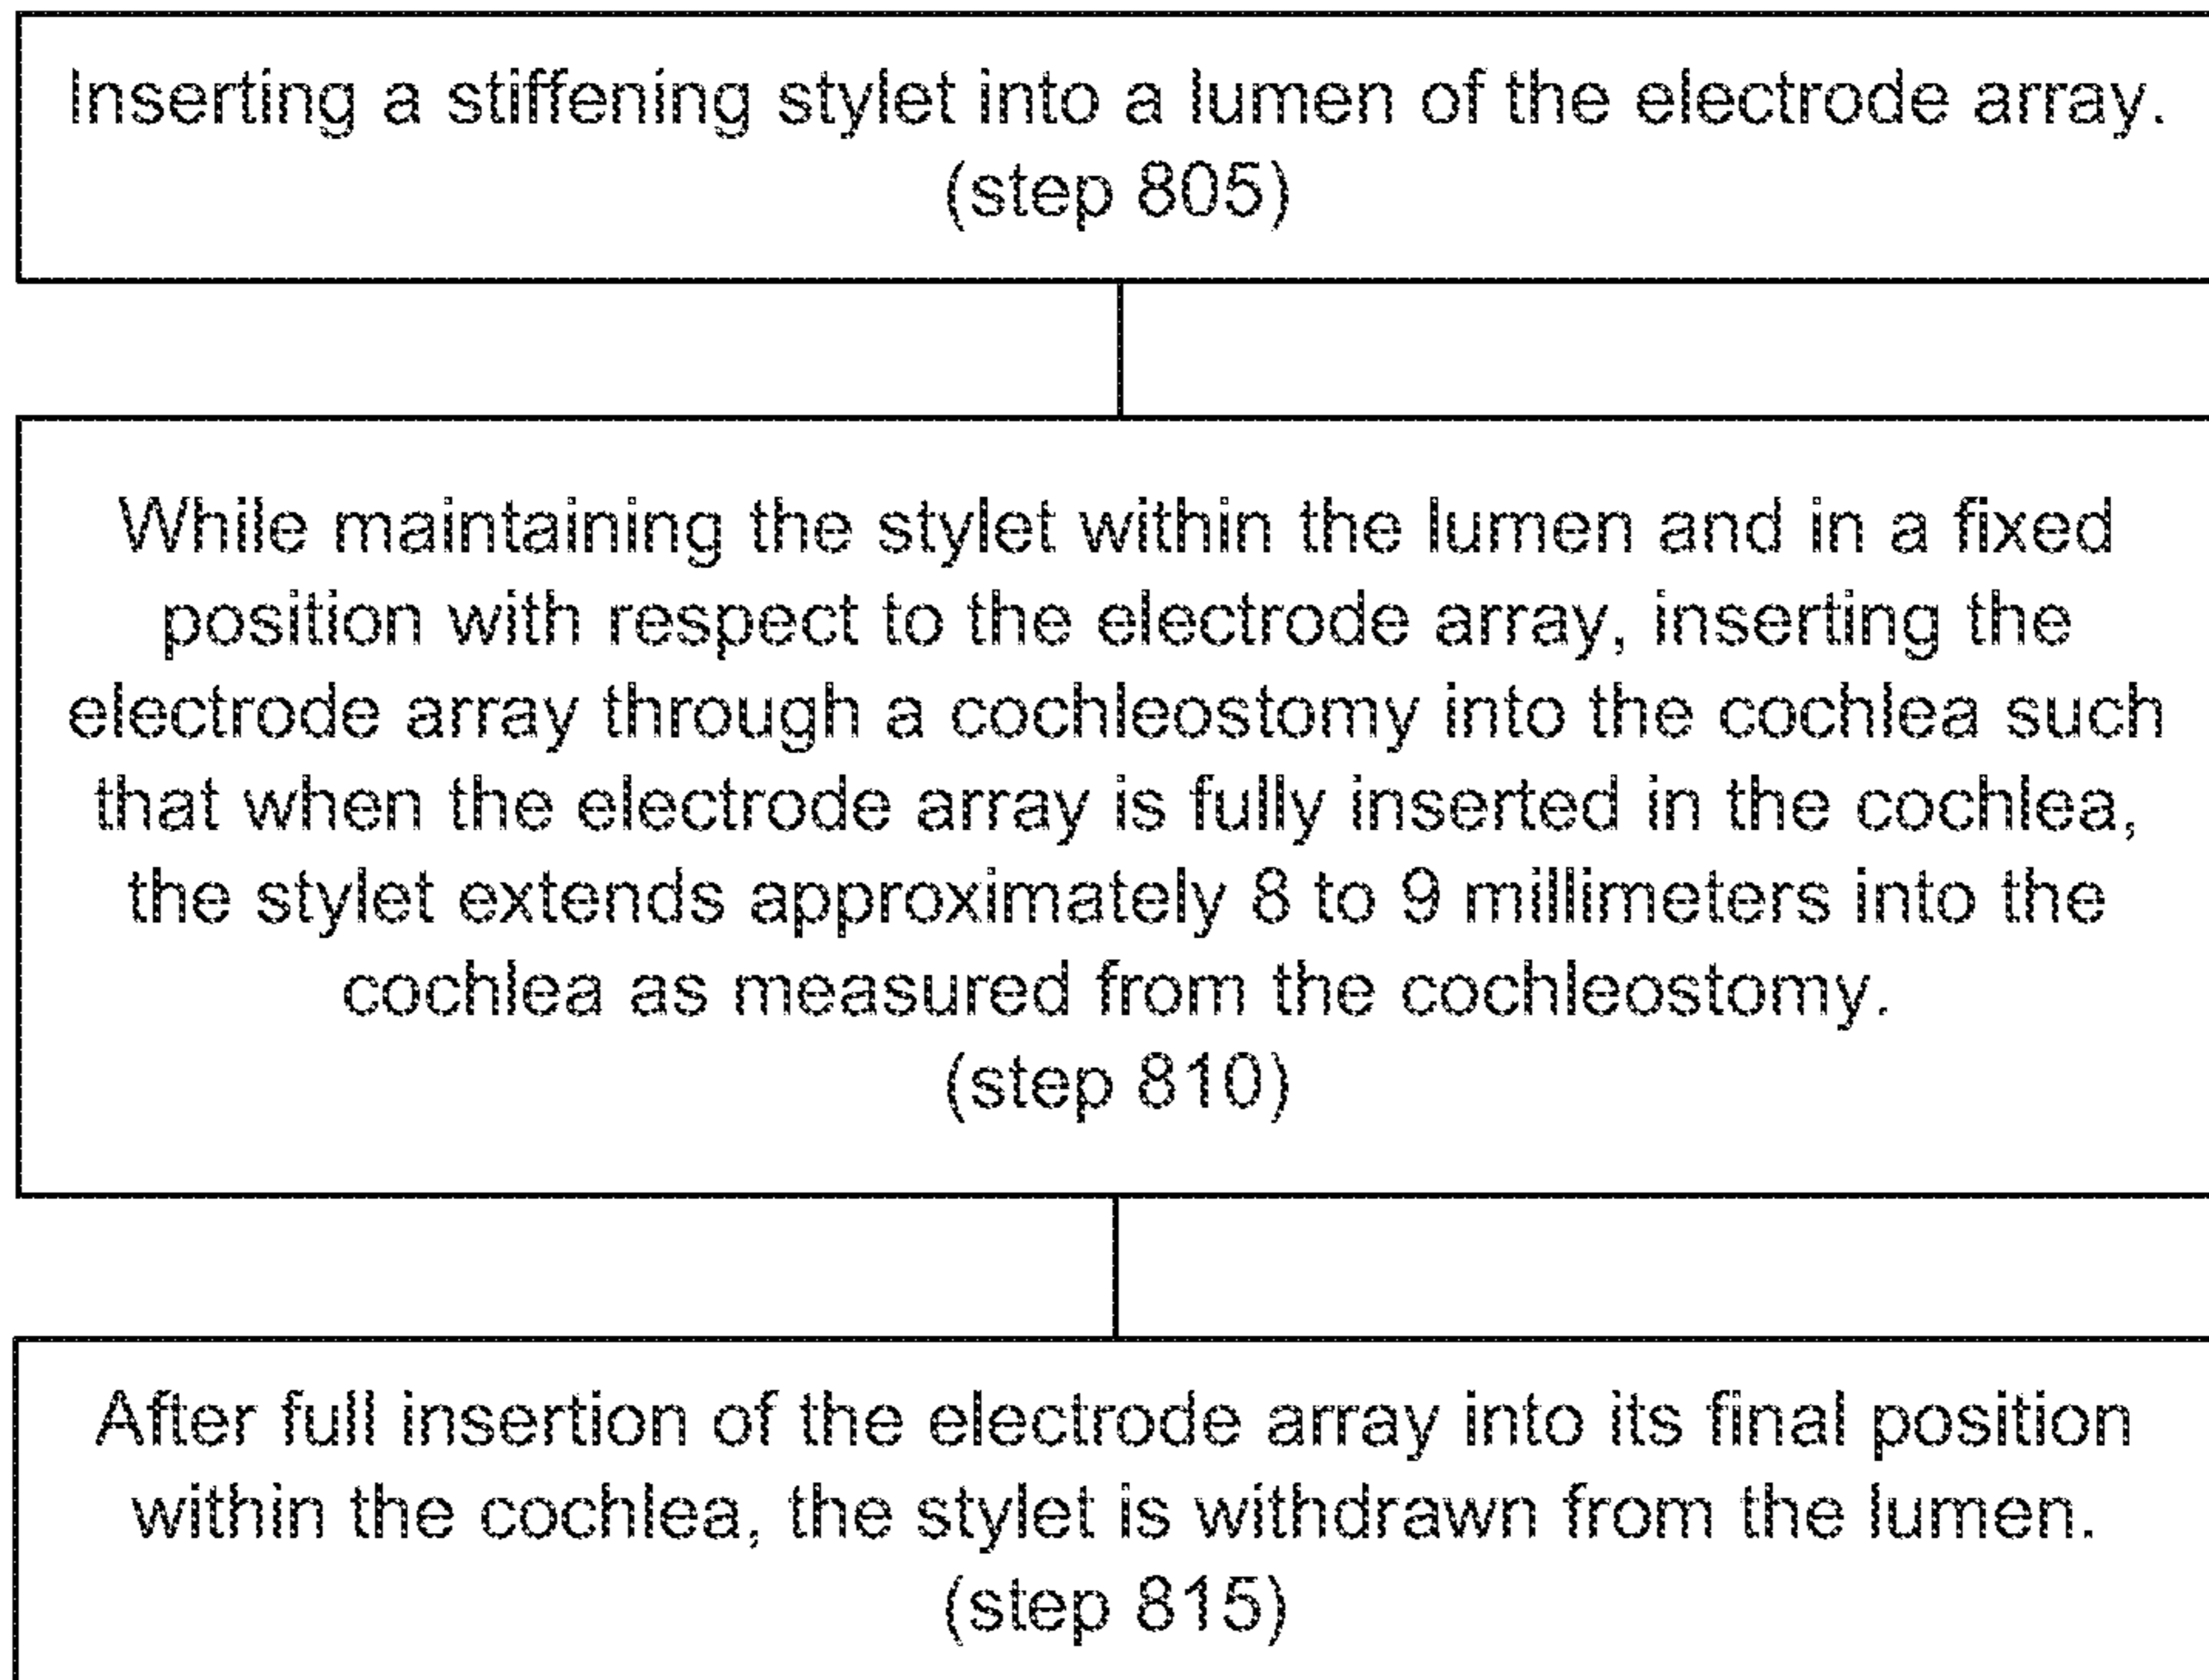 Inserting a stiffening stylet into a lumen of the electrode array.
(step 805)
While maintaining the stylet within the lumen and in a fixed
position with respect to the electrode array, inserting the
electrode array through a cochleostomy into the cochlea such
that when the electrode array is fully inserted in the cochlea,
the stylet extends approximately 8 to 9 millimeters into the
cochlea as measured from the cochleostomy.
(step 810)
After full insertion of the electrode array into its final position
within the cochlea, the stylet is withdrawn from the lumen.
(step 815)